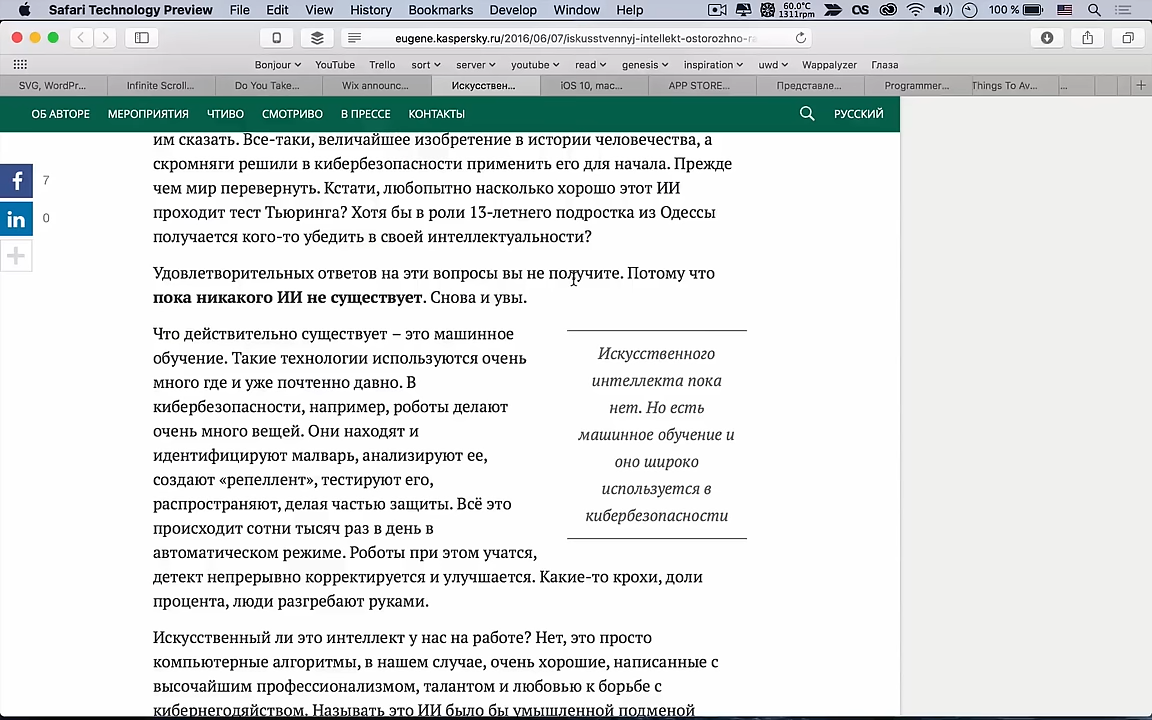 Safari Technology Preview File Edit View History Bookmarks Develop Window Help 60.0°C 1311rpm OS 100 %
eugene.kaspersky.ru/2016/06/07/iskusstvennyj-intellekt-ostorozhno-
Bonjour YouTube Trello sort server youtube read genesis inspiration uwd Wappalyzer Глаза
SVG, WordPr... Infinite Scroll... Do You Take... Wix announc... Искусствен... iOS 10, mac... APP STORE... Представле... Programmer... Things To Av... ...
ОБ АВТОРЕ МЕРОПРИЯТИЯ ЧТИВО СМОТРИВО В ПРЕССЕ КОНТАКТЫ РУССКИЙ
7
0
им сказать. Все-таки, величайшее изобретение в истории человечества, а
скромняги решили в кибербезопасности применить его для начала. Прежде
чем мир перевернуть. Кстати, любопытно насколько хорошо этот ИИ
проходит тест Тьюринга? Хотя бы в роли 13-летнего подростка из Одессы
получается кого-то убедить в своей интеллектуальности?
Удовлетворительных ответов на эти вопросы вы не получите. Потому что
пока никакого ИИ не существует. Снова и увы.
Что действительно существует – это машинное
обучение. Такие технологии используются очень
много где и уже почтенно давно. В
кибербезопасности, например, роботы делают
очень много вещей. Они находят и
идентифицируют малварь, анализируют ее,
создают «репеллент», тестируют его,
распространяют, делая частью защиты. Всё это
происходит сотни тысяч раз в день в
автоматическом режиме. Роботы при этом учатся,
детект непрерывно корректируется и улучшается. Какие-то крохи, доли
процента, люди разгребают руками.
Искусственного
интеллекта пока
нет. Но есть
машинное обучение и
оно широко
используется в
кибербезопасности
Искусственный ли это интеллект у нас на работе? Нет, это просто
компьютерные алгоритмы, в нашем случае, очень хорошие, написанные с
высочайшим профессионализмом, талантом и любовью к борьбе с
кибернегодяйством. Называть это ИИ было бы умышленной подменой